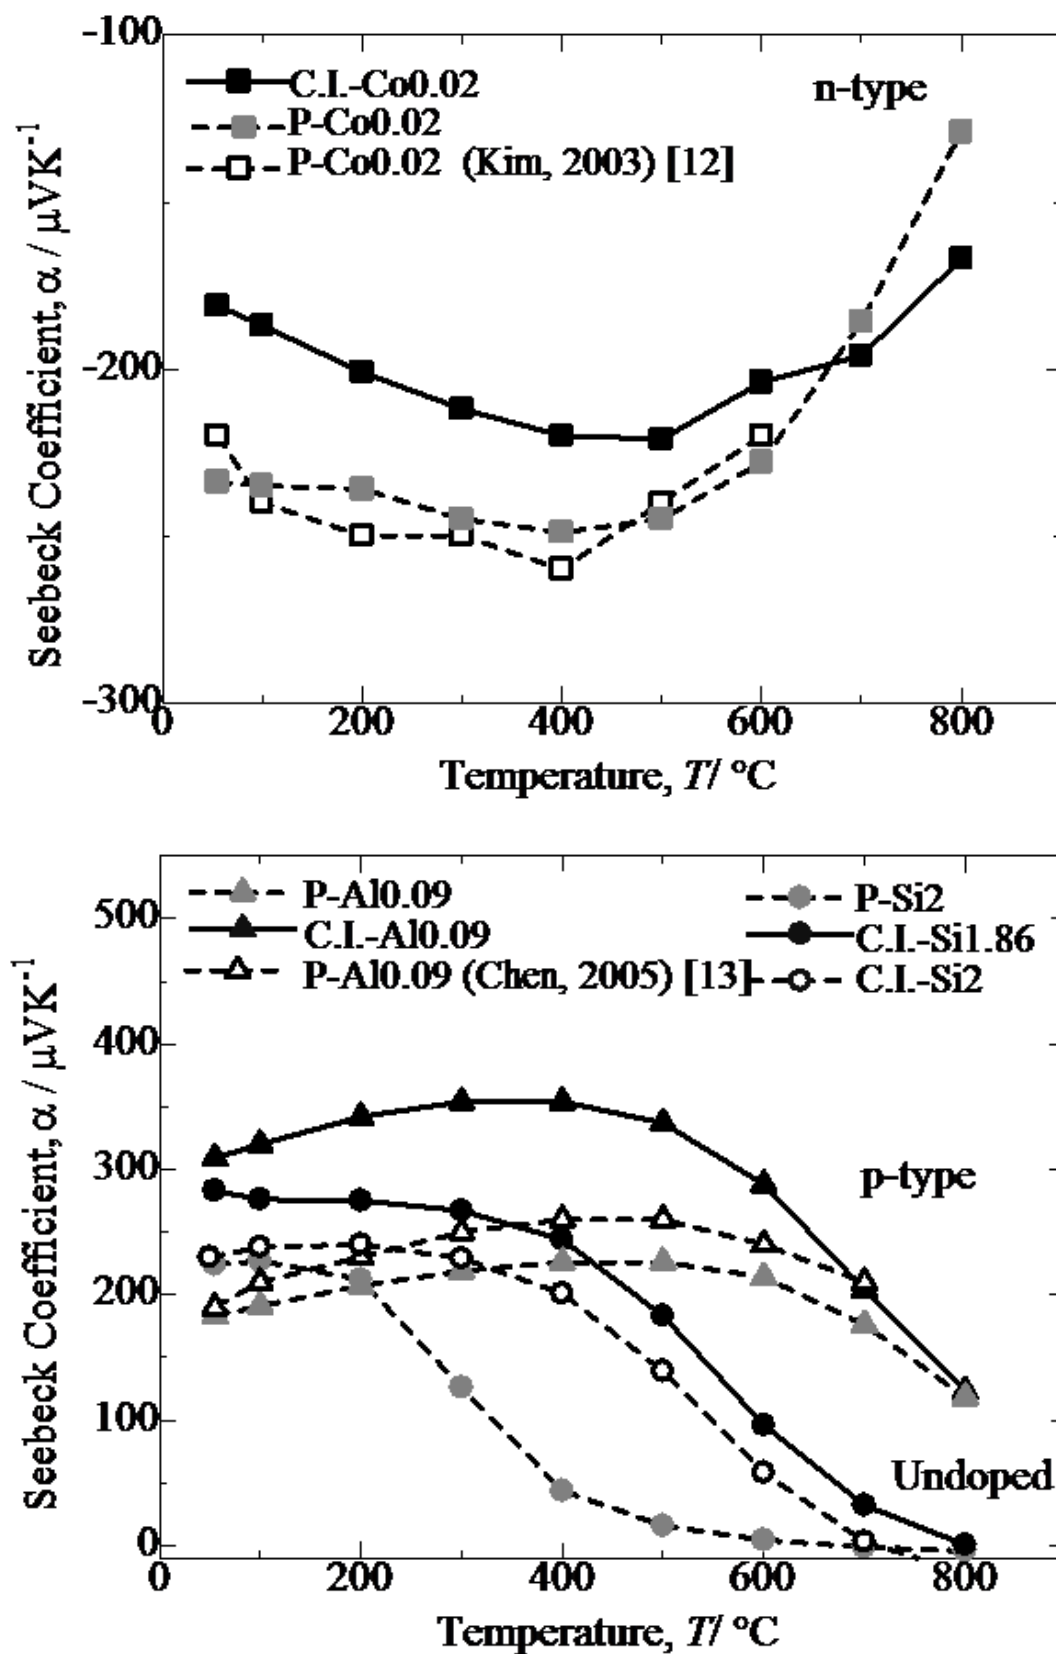 -100
C.I.-Co0.02
n-type
P-Co0.02
P-Co0.02 (Kim, 2003) [12]
Seebeck Coefficient, α / μVK⁻¹
-200
-300
0 200 400 600 800
Temperature, T/ °C
P-Al0.09 P-Si2
500
C.I.-Al0.09 C.I.-Si1.86
P-Al0.09 (Chen, 2005) [13] C.I.-Si2
Seebeck Coefficient, α / μVK⁻¹
400
300
p-type
200
100
Undoped
0
0 200 400 600 800
Temperature, T/ °C